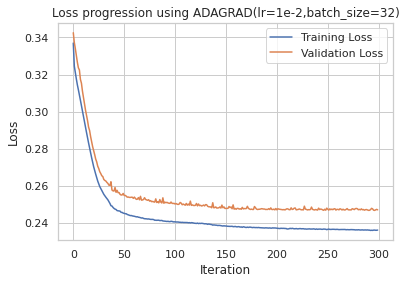 Loss progression using ADAGRAD(lr=1e-2,batch_size=32)
Training Loss
Validation Loss
Loss
0.34
0.32
0.30
0.28
0.26
0.24
0 50 100 150 200 250 300
Iteration